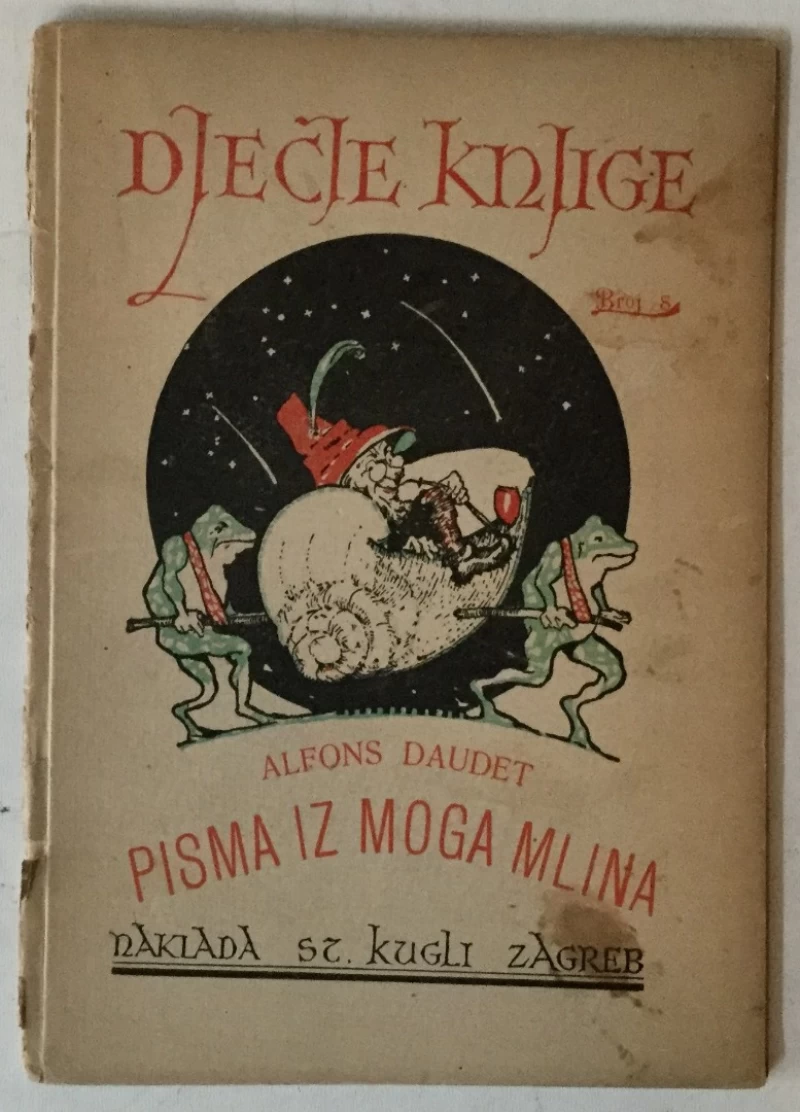 DJEČJE KNJIGE
Broj 8
ALFONS DAUDET
PISMA IZ MOGA MLINA
NAKLADA ST. KUGLI ZAGREB